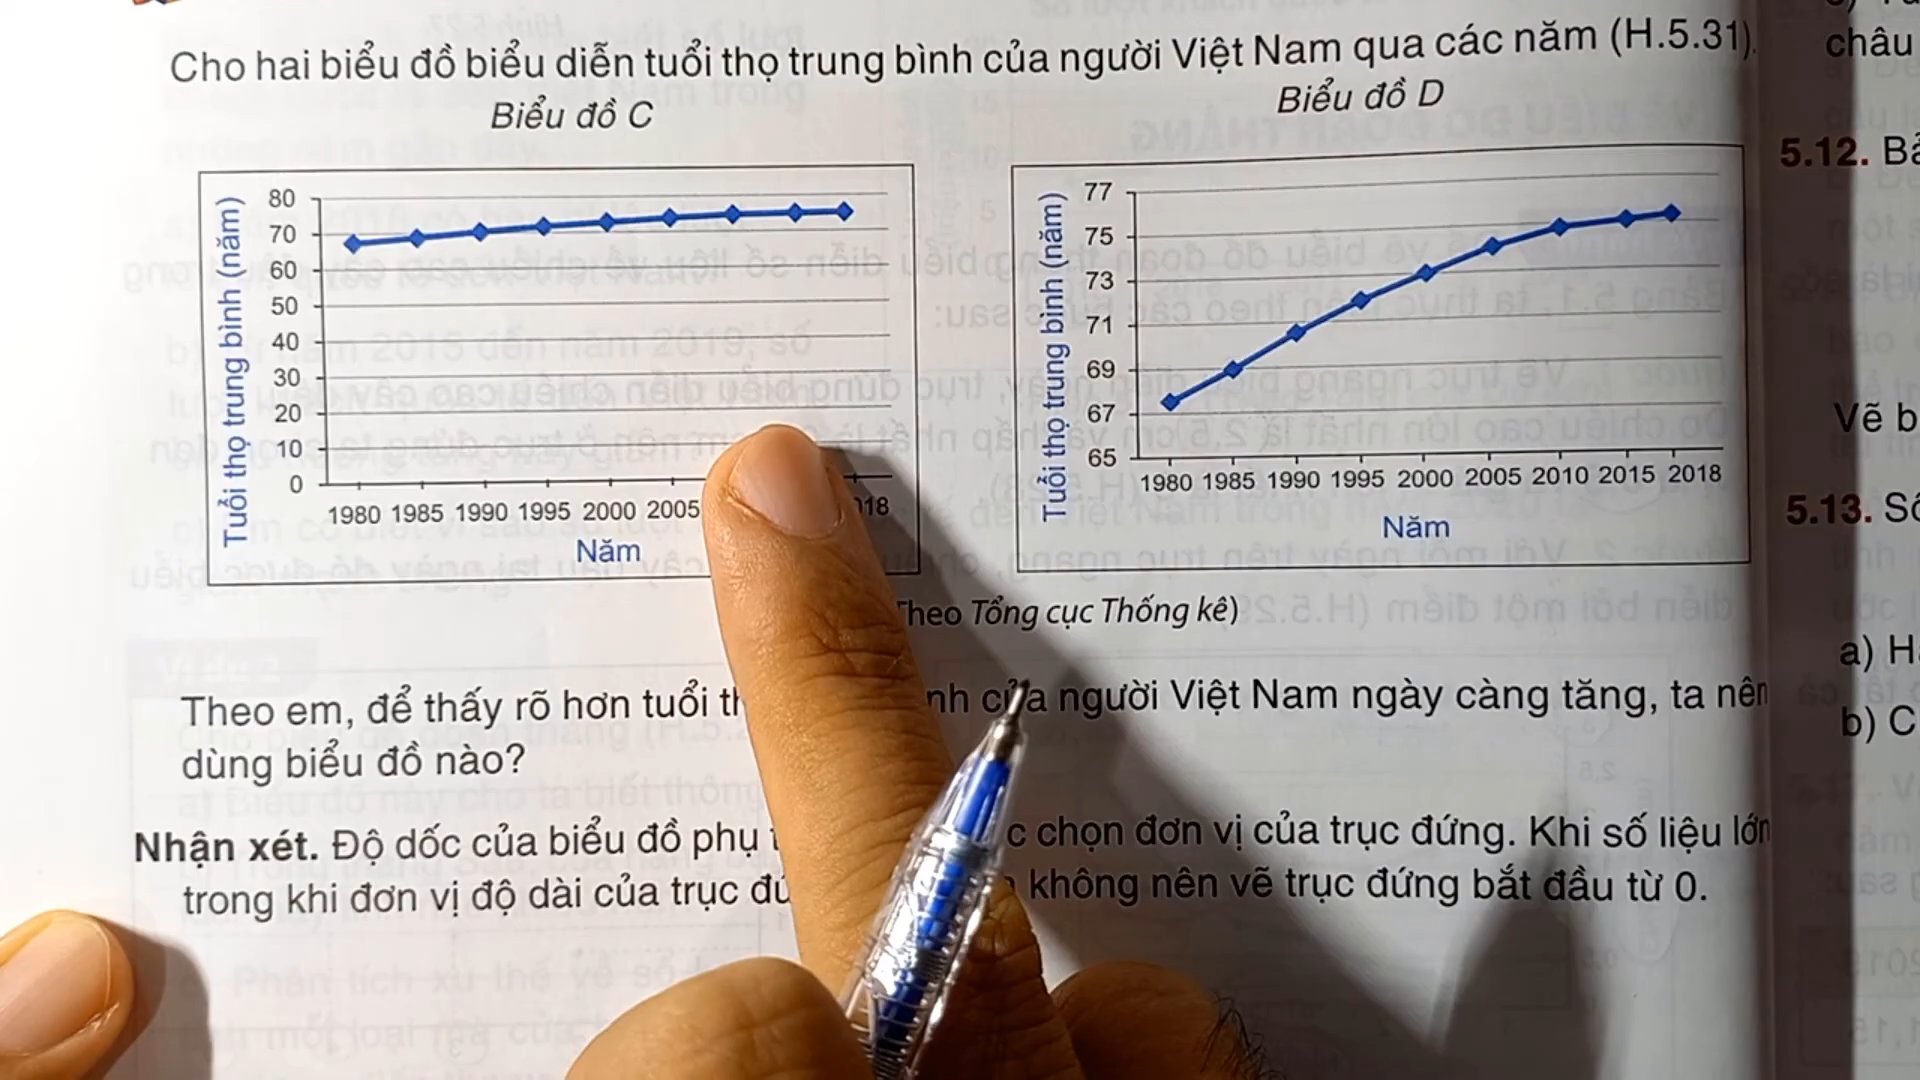 Cho hai biểu đồ biểu diễn tuổi thọ trung bình của người Việt Nam qua các năm (H.5.31).
Biểu đồ C
Biểu đồ D
Tuổi thọ trung bình (năm)
80
70
60
50
40
30
20
10
0
1980 1985 1990 1995 2000 2005
Năm
Tuổi thọ trung bình (năm)
77
75
73
71
69
67
65
1980 1985 1990 1995 2000 2005 2010 2015 2018
Năm
Theo Tổng cục Thống kê)
Theo em, để thấy rõ hơn tuổi của người Việt Nam ngày càng tăng, ta nên
dùng biểu đồ nào?
Nhận xét. Độ dốc của biểu đồ phụ chọn đơn vị của trục đứng. Khi số liệu lớn
trong khi đơn vị độ dài của trục không nên vẽ trục đứng bắt đầu từ 0.
châu
5.12.
Vẽ
5.13.
a)
b)